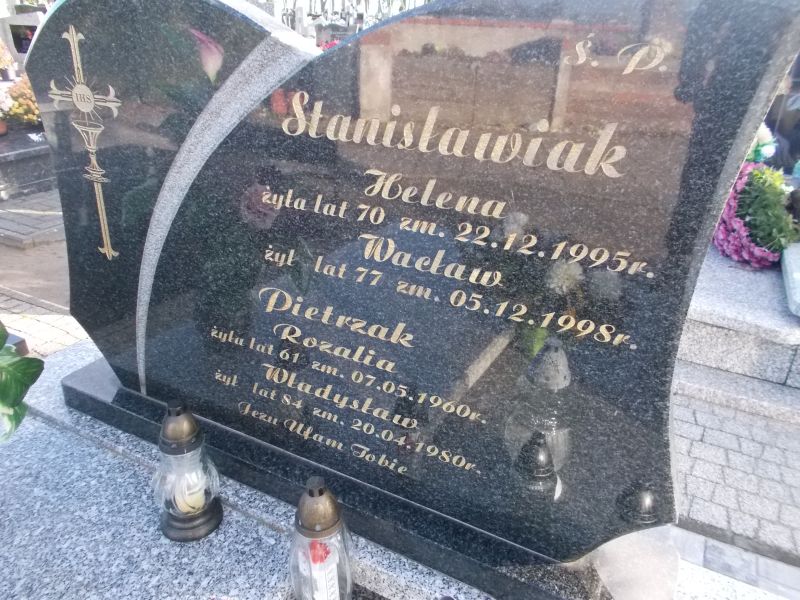 IHS
Ś. P.
Stanisławiak
Helena
żyła lat 70 zm. 22.12.1995r.
Wacław
żył lat 77 zm. 05.12.1998r.
Pietrzak
Rozalia
żyła lat 61 zm. 07.05.1960r.
Władysław
żył lat 84 zm. 20.04.1980r.
Jezu Ufam Tobie